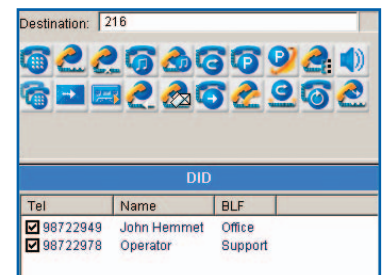 Destination: 216
DID
Tel Name BLF
98722949 John Hemmet Office
98722978 Operator Support